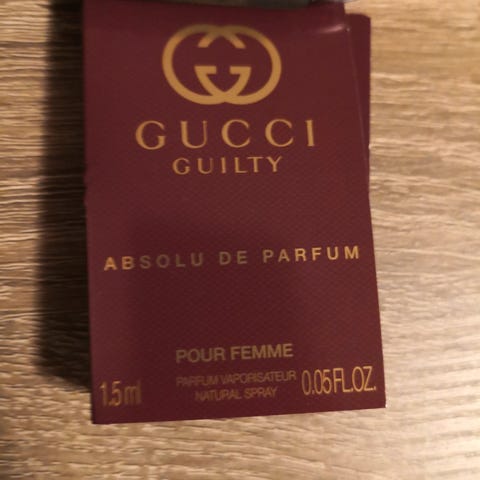 GUCCI
GUILTY
ABSOLU DE PARFUM
POUR FEMME
1.5 ml PARFUM VAPORISATEUR 0.05 FL.OZ.
NATURAL SPRAY